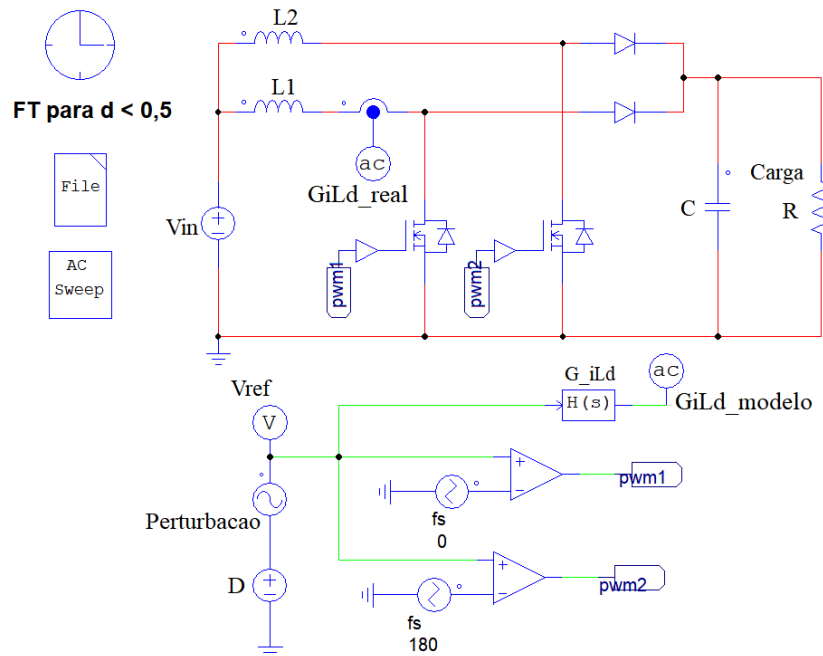 L2
FT para d < 0,5
L1
File
ac
GiLd_real
Carga
C
R
Vin
AC
Sweep
pwm1
pwm2
Vref
G_iLd
ac
V
H(s)
GiLd_modelo
Perturbacao
fs
0
pwm1
D
fs
180
pwm2